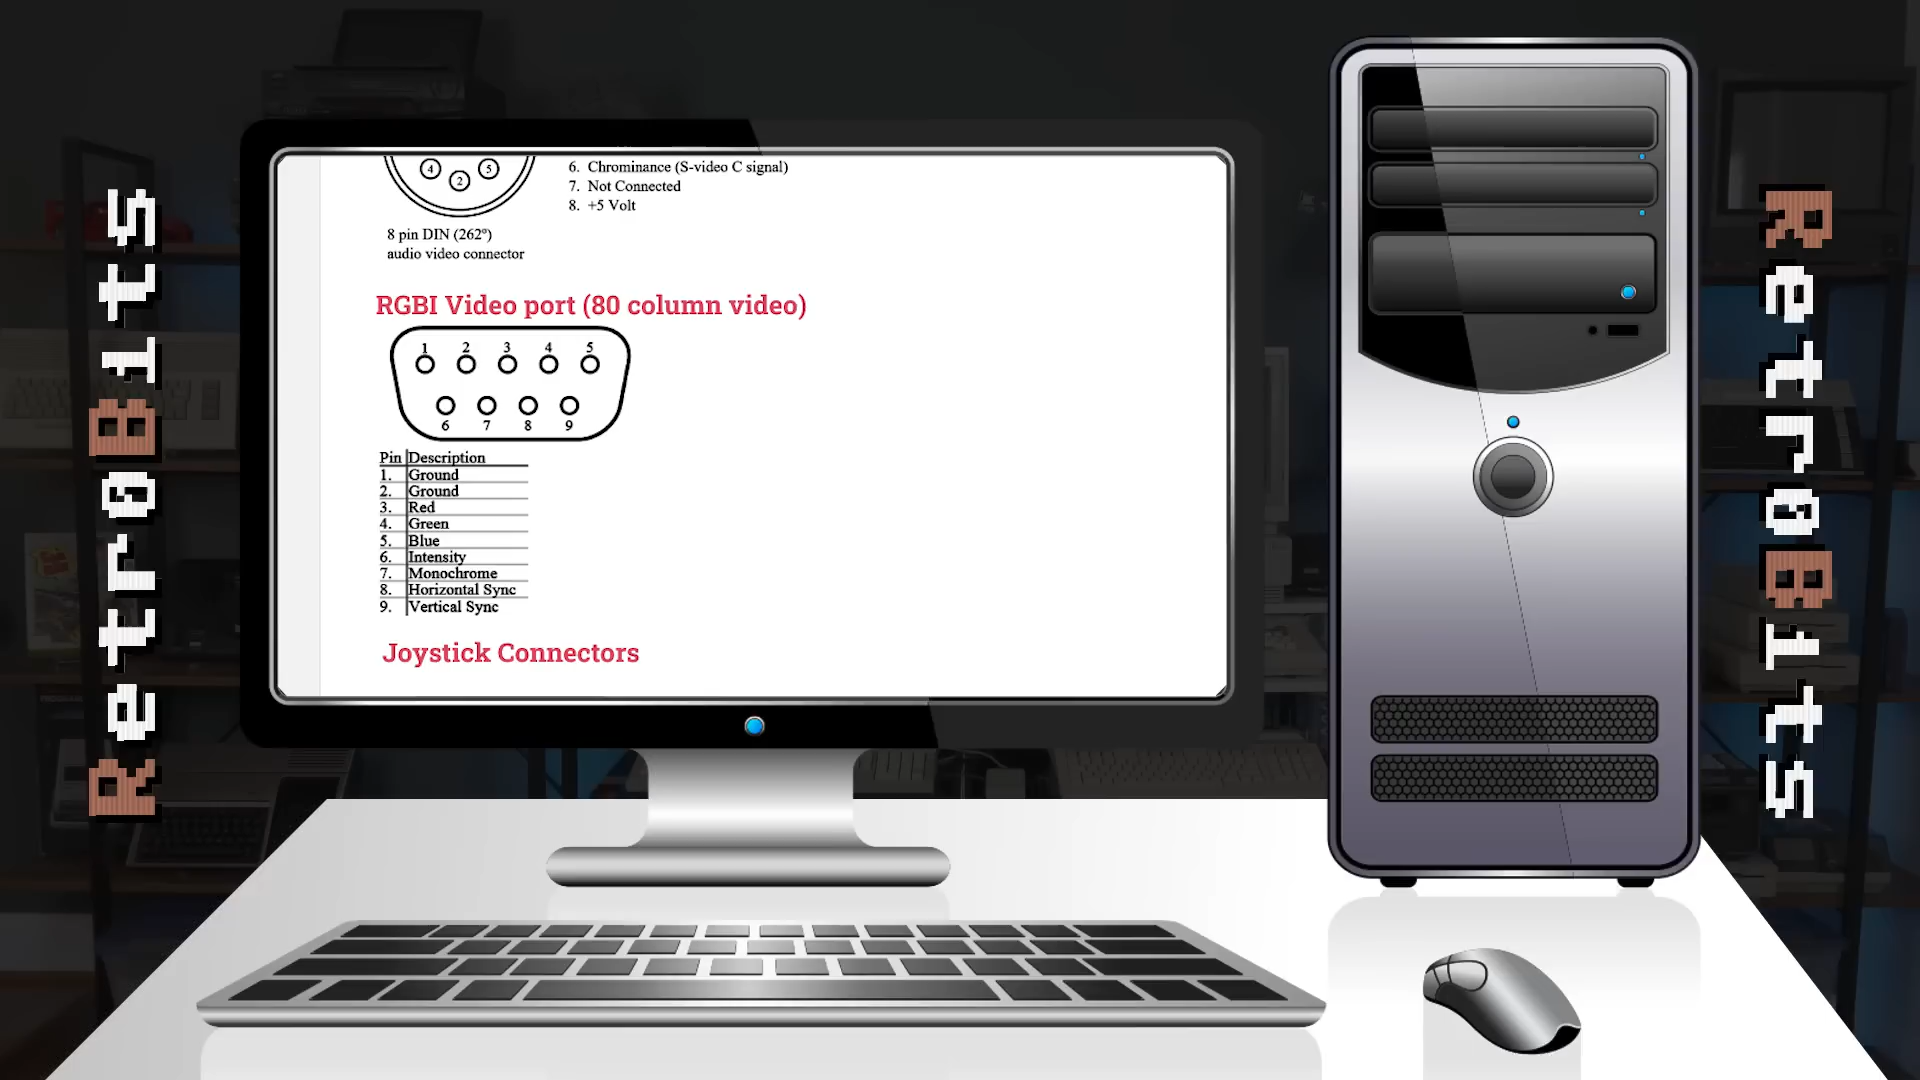 4 5
2
6. Chrominance (S-video C signal)
7. Not Connected
8. +5 Volt
8 pin DIN (262°)
audio video connector
RGBI Video port (80 column video)
1 2 3 4 5
6 7 8 9
Pin Description
1. Ground
2. Ground
3. Red
4. Green
5. Blue
6. Intensity
7. Monochrome
8. Horizontal Sync
9. Vertical Sync
Joystick Connectors
Retr0B1ts
Retr0B1ts